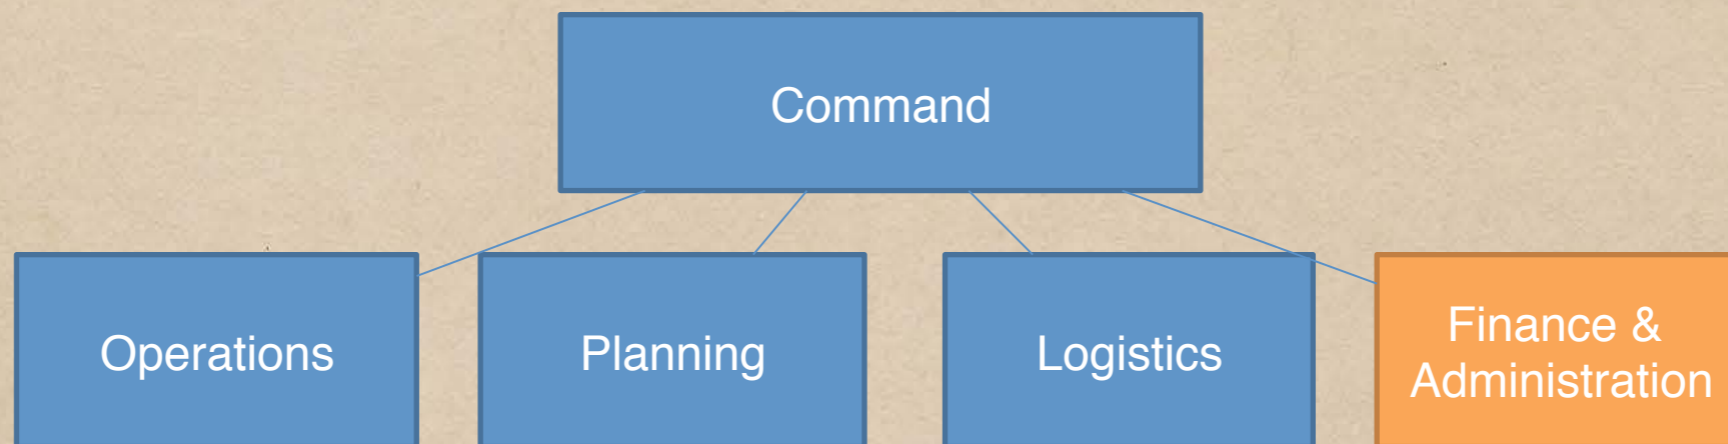 Command
Operations
Planning
Logistics
Finance &
Administration